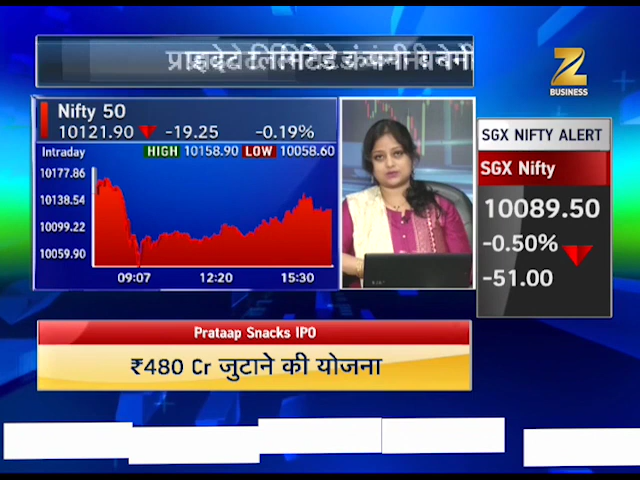 Z
BUSINESS
Nifty 50
10121.90 -19.25 -0.19%
Intraday HIGH 10158.90 LOW 10058.60
10177.86
10138.54
10099.22
10059.90
09:07 12:20 15:30
SGX NIFTY ALERT
SGX Nifty
10089.50
-0.50%
-51.00
Prataap Snacks IPO
₹480 Cr जुटाने की योजना